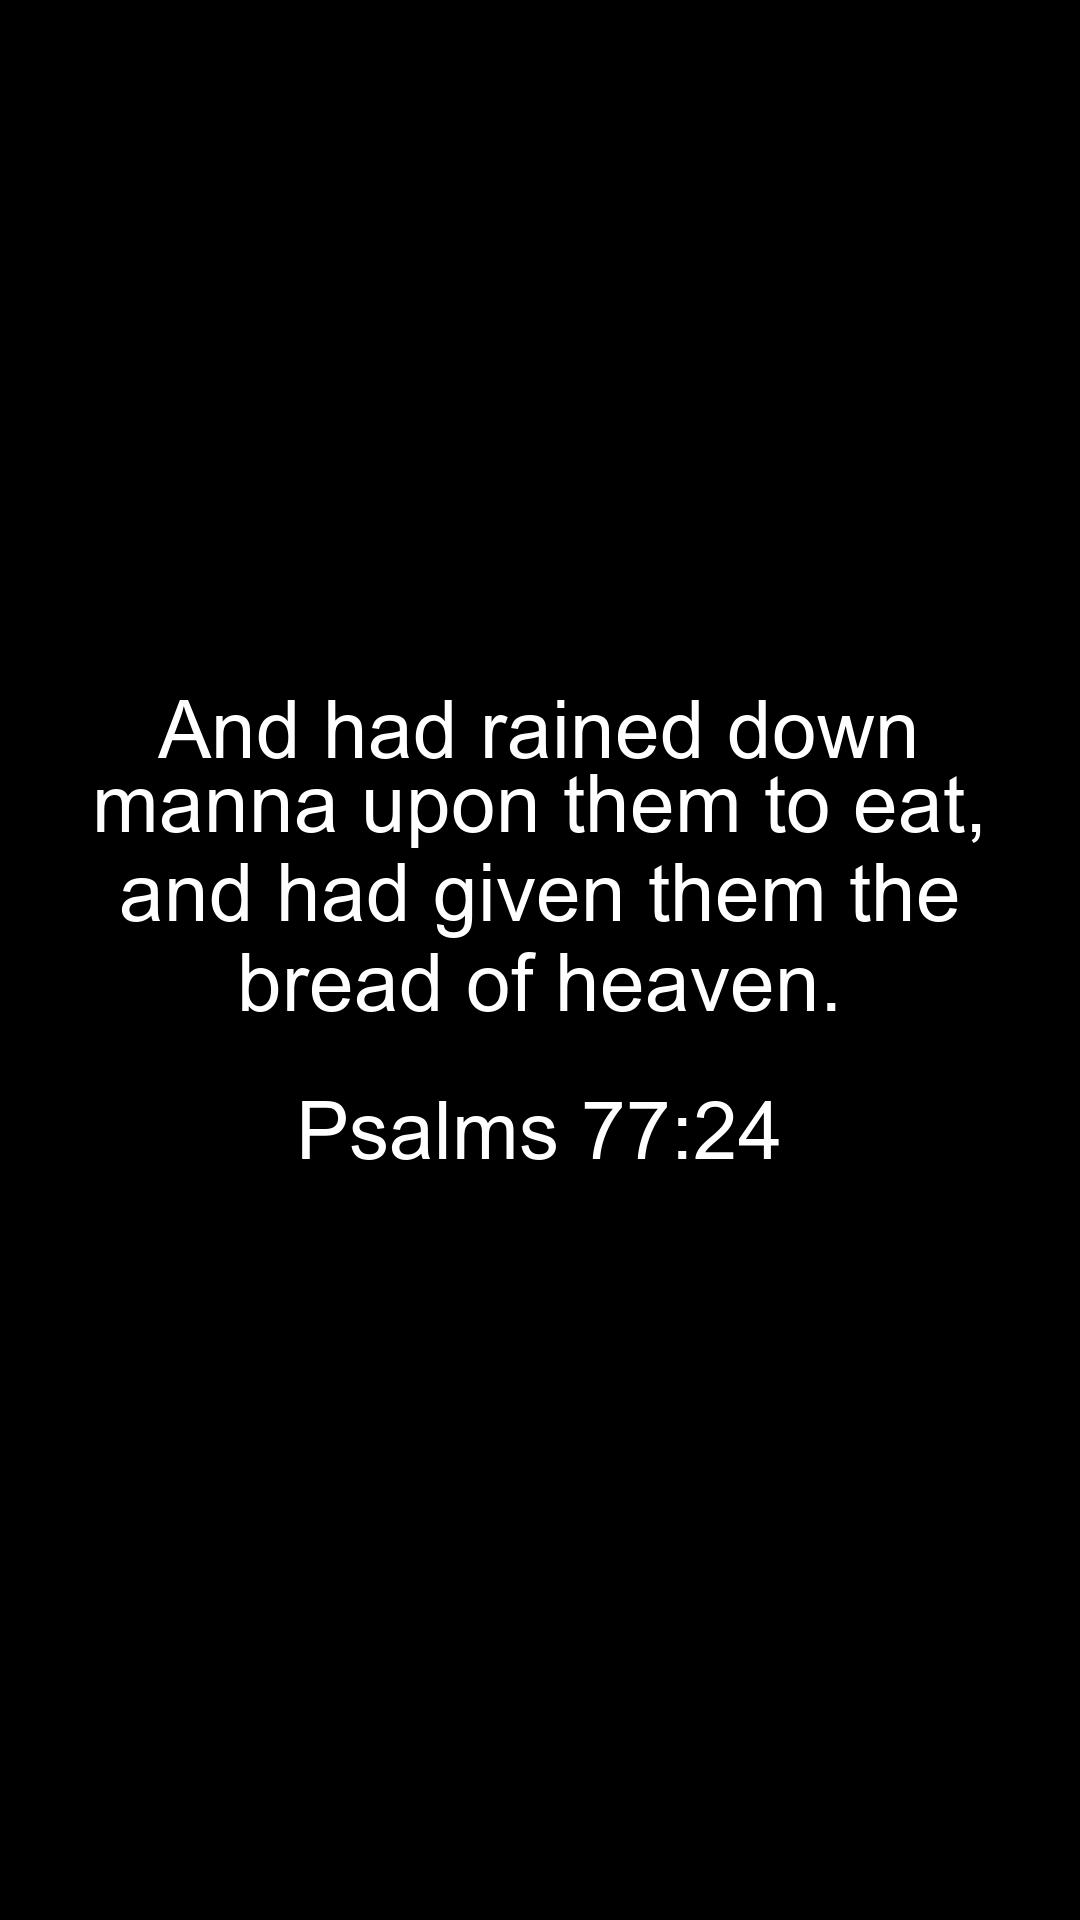 And had rained down
manna upon them to eat,
and had given them the
bread of heaven.
Psalms 77:24